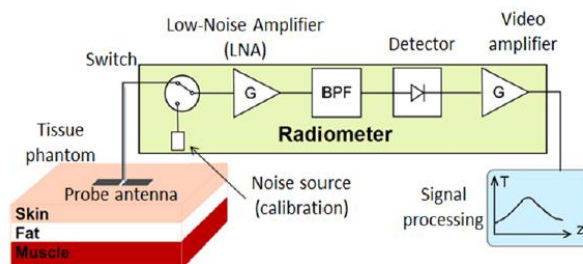 Low-Noise Amplifier
(LNA)
Video
amplifier
Detector
Switch
G
BPF
G
Radiometer
Tissue
phantom
Probe antenna
Noise source
(calibration)
Signal
processing
T
z
Skin
Fat
Muscle